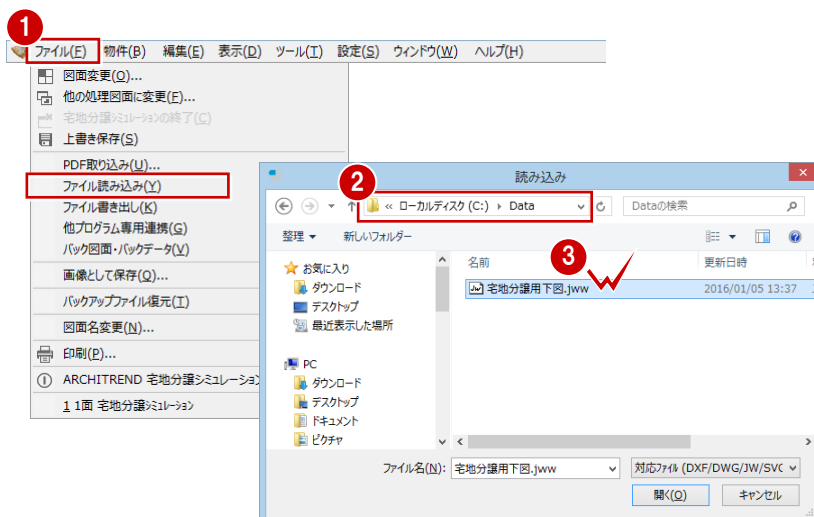 1
ファイル(F) 物件(B) 編集(E) 表示(D) ツール(T) 設定(S) ウィンドウ(W) ヘルプ(H)
図面変更(O)...
他の処理図面に変更(F)...
宅地分譲シミュレーションの終了(C)
上書き保存(S)
PDF取り込み(U)...
ファイル読み込み(Y)
ファイル書き出し(K)
他プログラム専用連携(G)
バック図面・バックデータ(V)
画像として保存(Q)...
バックアップファイル復元(T)
図面名変更(N)...
印刷(P)...
ARCHITREND 宅地分譲シミュレーション
1 1面 宅地分譲シミュレーション
読み込み
2
« ローカルディスク (C:) Data
Dataの検索
整理 新しいフォルダー
お気に入り
ダウンロード
デスクトップ
最近表示した場所
PC
ダウンロード
デスクトップ
ドキュメント
ピクチャ
名前 更新日時
3
宅地分譲用下図.jww 2016/01/05 13:37
ファイル名(N): 宅地分譲用下図.jww 対応ファイル (DXF/DWG/JW/SVC
開く(O) キャンセル